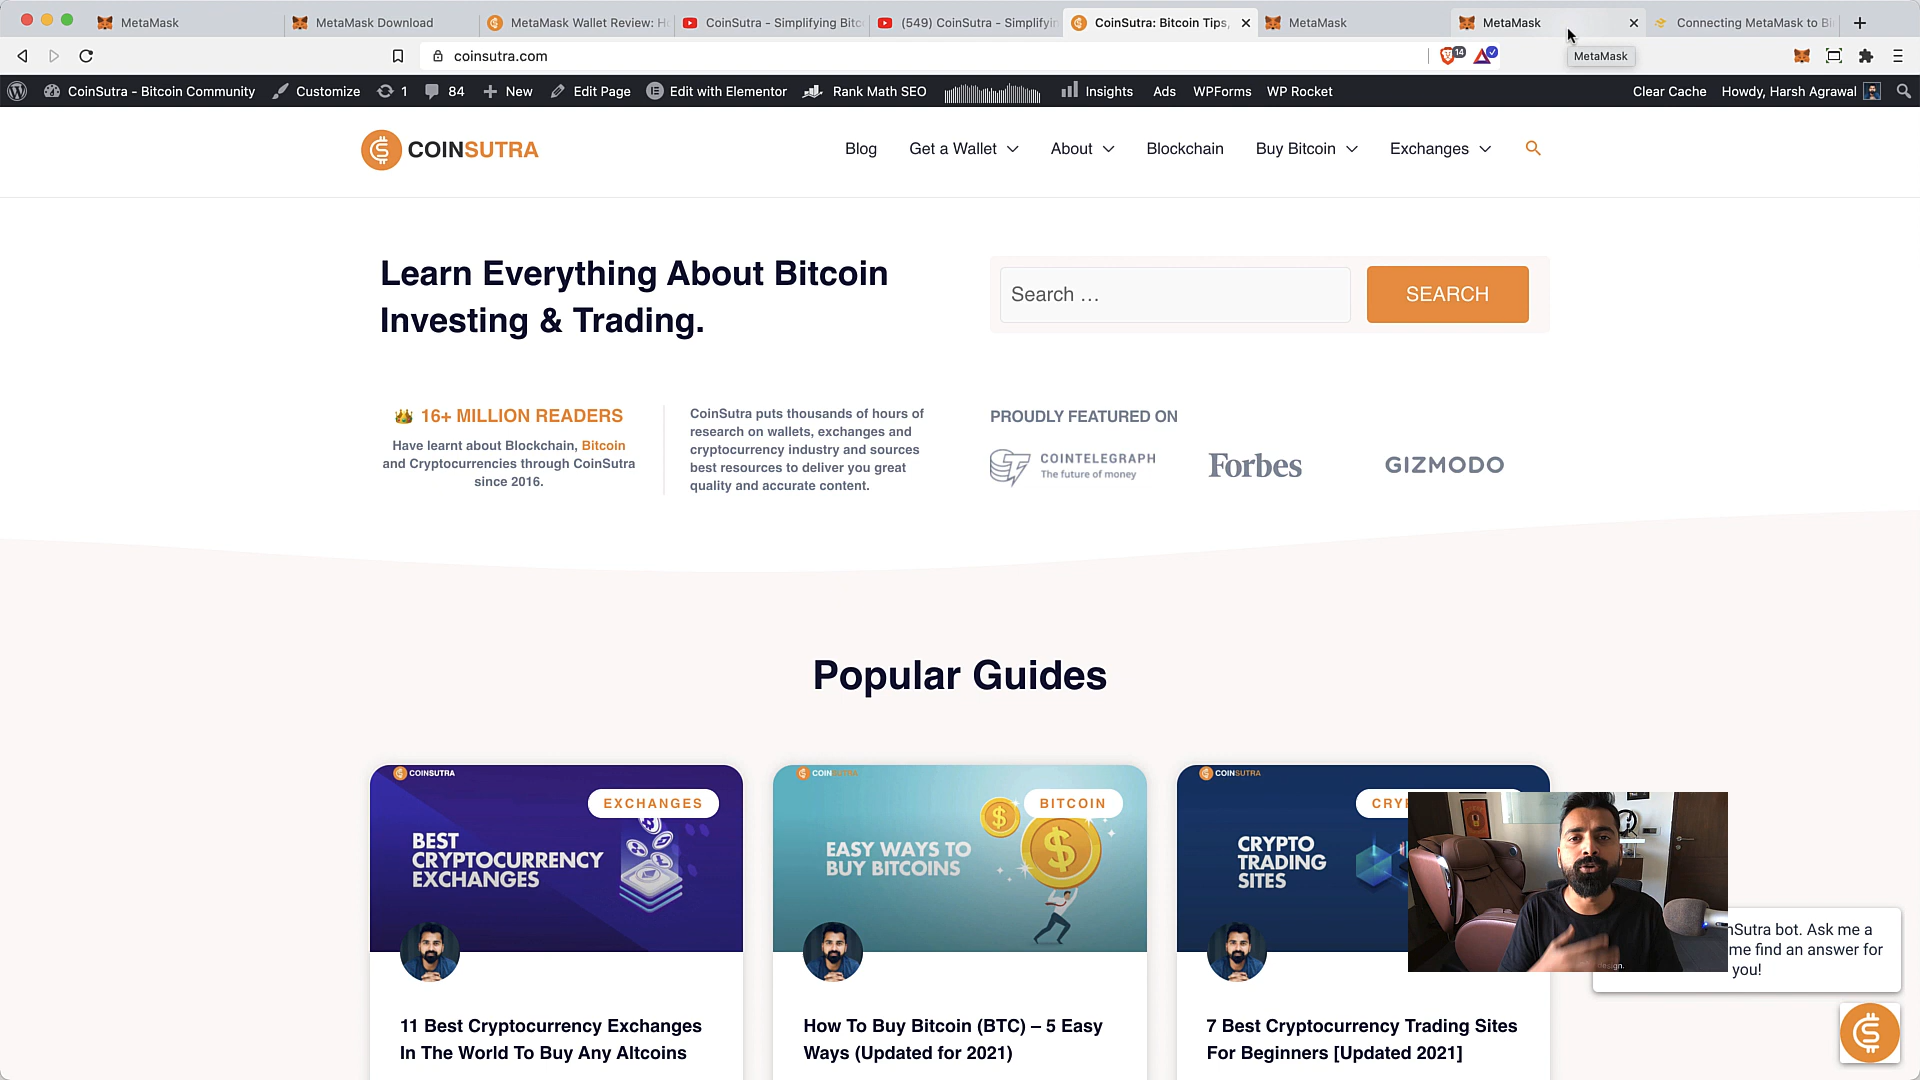 MetaMask
MetaMask Download
MetaMask Wallet Review: H
CoinSutra - Simplifying Bitc
(549) CoinSutra - Simplifyin
CoinSutra: Bitcoin Tips,
MetaMask
MetaMask
Connecting MetaMask to Bi
coinsutra.com
14
MetaMask
CoinSutra - Bitcoin Community
Customize
1
84
New
Edit Page
Edit with Elementor
Rank Math SEO
Insights
Ads
WPForms
WP Rocket
Clear Cache
Howdy, Harsh Agrawal
COINSUTRA
Blog
Get a Wallet
About
Blockchain
Buy Bitcoin
Exchanges
Learn Everything About Bitcoin
Investing & Trading.
Search …
SEARCH
16+ MILLION READERS
Have learnt about Blockchain, Bitcoin
and Cryptocurrencies through CoinSutra
since 2016.
CoinSutra puts thousands of hours of
research on wallets, exchanges and
cryptocurrency industry and sources
best resources to deliver you great
quality and accurate content.
PROUDLY FEATURED ON
COINTELEGRAPH
The future of money
Forbes
GIZMODO
Popular Guides
COINSUTRA
EXCHANGES
BEST
CRYPTOCURRENCY
EXCHANGES
11 Best Cryptocurrency Exchanges
In The World To Buy Any Altcoins
COINSUTRA
BITCOIN
EASY WAYS TO
BUY BITCOINS
How To Buy Bitcoin (BTC) – 5 Easy
Ways (Updated for 2021)
COINSUTRA
CRY
CRYPTO
TRADING
SITES
7 Best Cryptocurrency Trading Sites
For Beginners [Updated 2021]
nSutra bot. Ask me a
me find an answer for
you!